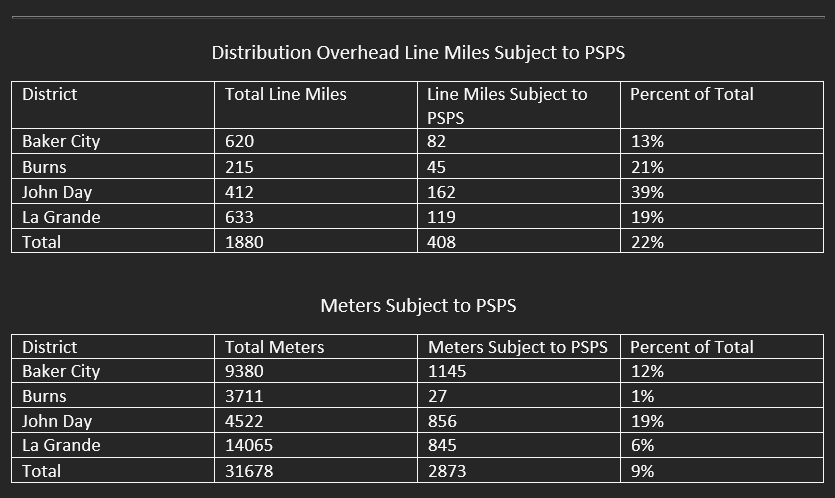 Distribution Overhead Line Miles Subject to PSPS
District Total Line Miles Line Miles Subject to PSPS Percent of Total
Baker City 620 82 13%
Burns 215 45 21%
John Day 412 162 39%
La Grande 633 119 19%
Total 1880 408 22%
Meters Subject to PSPS
District Total Meters Meters Subject to PSPS Percent of Total
Baker City 9380 1145 12%
Burns 3711 27 1%
John Day 4522 856 19%
La Grande 14065 845 6%
Total 31678 2873 9%